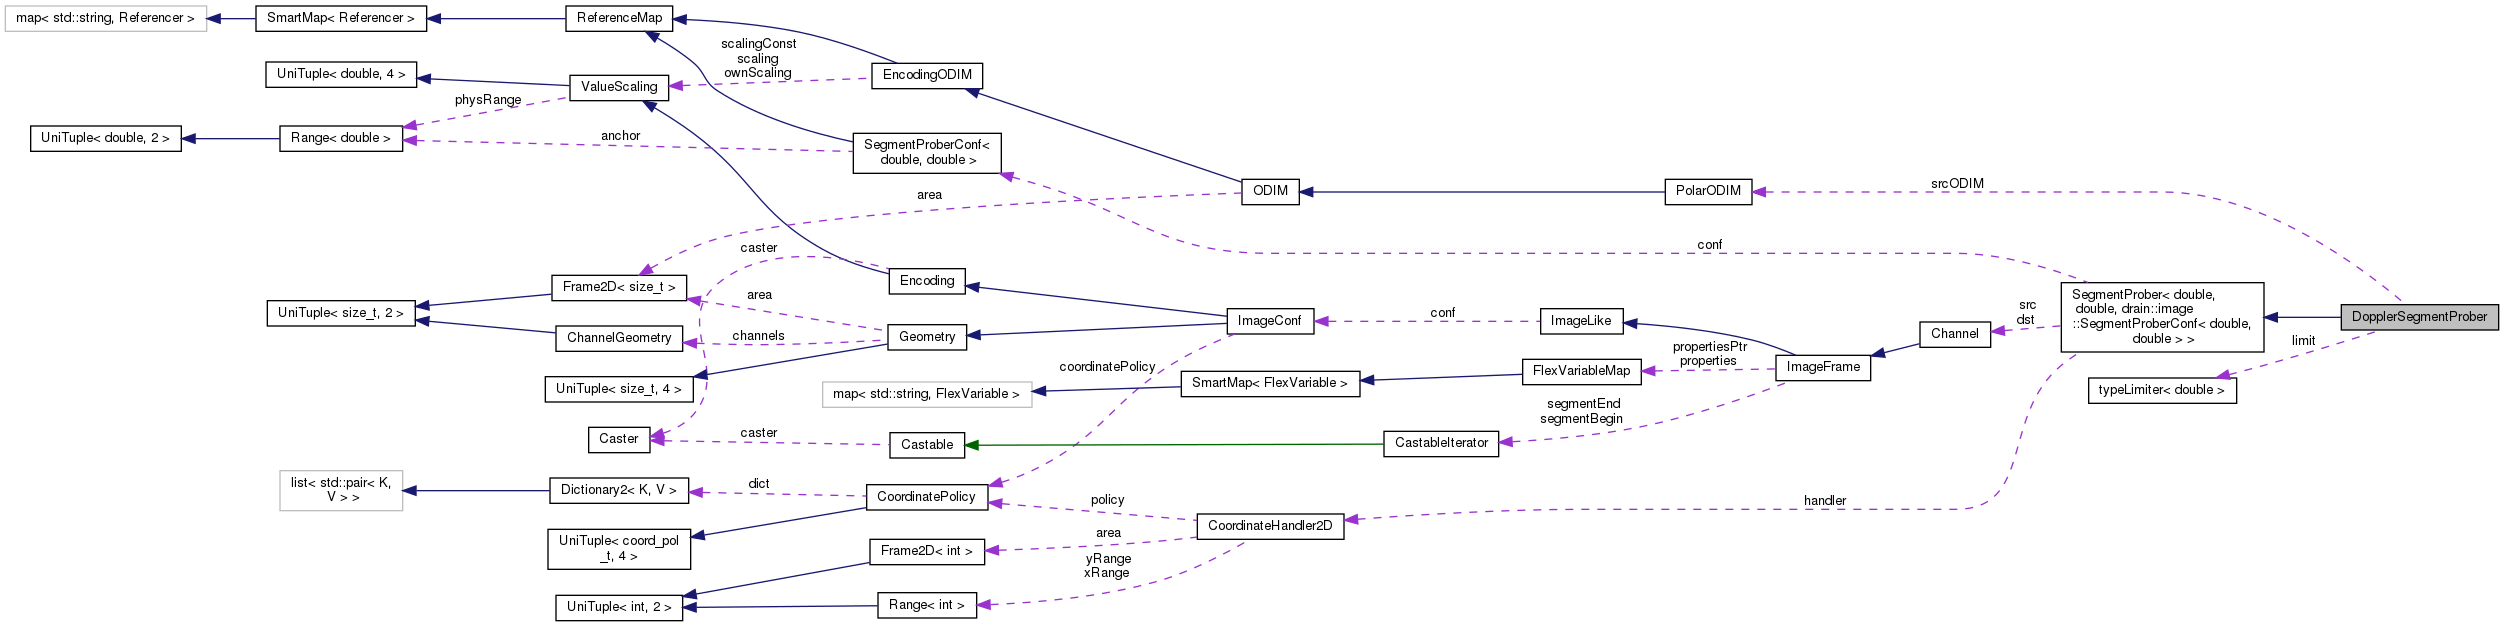 map< std::string, Referencer >
SmartMap< Referencer >
ReferenceMap
scalingConst
scaling
ownScaling
EncodingODIM
UniTuple< double, 4 >
ValueScaling
physRange
UniTuple< double, 2 >
Range< double >
anchor
SegmentProberConf<
double, double >
area
ODIM
PolarODIM
srcODIM
caster
conf
Frame2D< size_t >
area
Encoding
UniTuple< size_t, 2 >
ChannelGeometry
channels
Geometry
ImageConf
conf
ImageLike
Channel
src
dst
SegmentProber< double,
double, drain::image
::SegmentProberConf< double,
double > >
DopplerSegmentProber
limit
typeLimiter< double >
coordinatePolicy
propertiesPtr
properties
ImageFrame
UniTuple< size_t, 4 >
map< std::string, FlexVariable >
SmartMap< FlexVariable >
FlexVariableMap
segmentEnd
segmentBegin
Caster
caster
Castable
CastableIterator
list< std::pair< K,
V > >
Dictionary2< K, V >
dict
CoordinatePolicy
policy
CoordinateHandler2D
handler
UniTuple< coord_pol
_t, 4 >
Frame2D< int >
area
yRange
xRange
UniTuple< int, 2 >
Range< int >